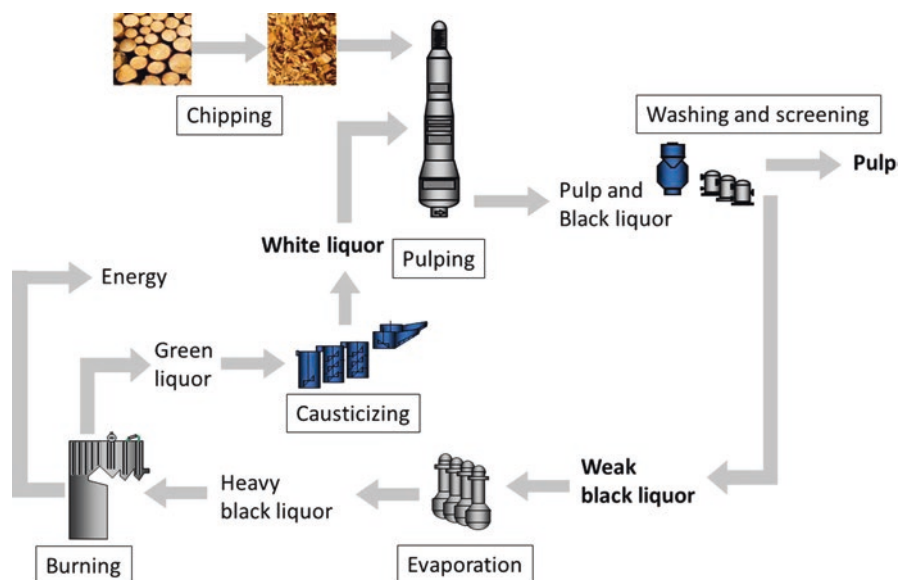 Chipping
Washing and screening
Pulp
Pulp and
Black liquor
White liquor
Pulping
Energy
Green
liquor
Causticizing
Weak
black liquor
Heavy
black liquor
Evaporation
Burning